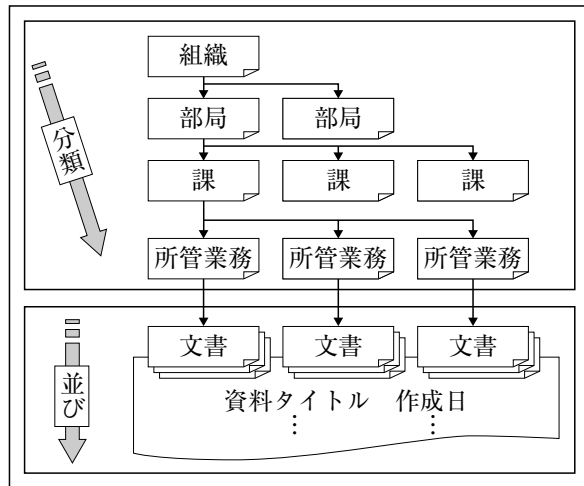 組織
部局 部局
課 課 課
分類
所管業務 所管業務 所管業務
文書 文書 文書
並び
資料タイトル 作成日
⋮ ⋮